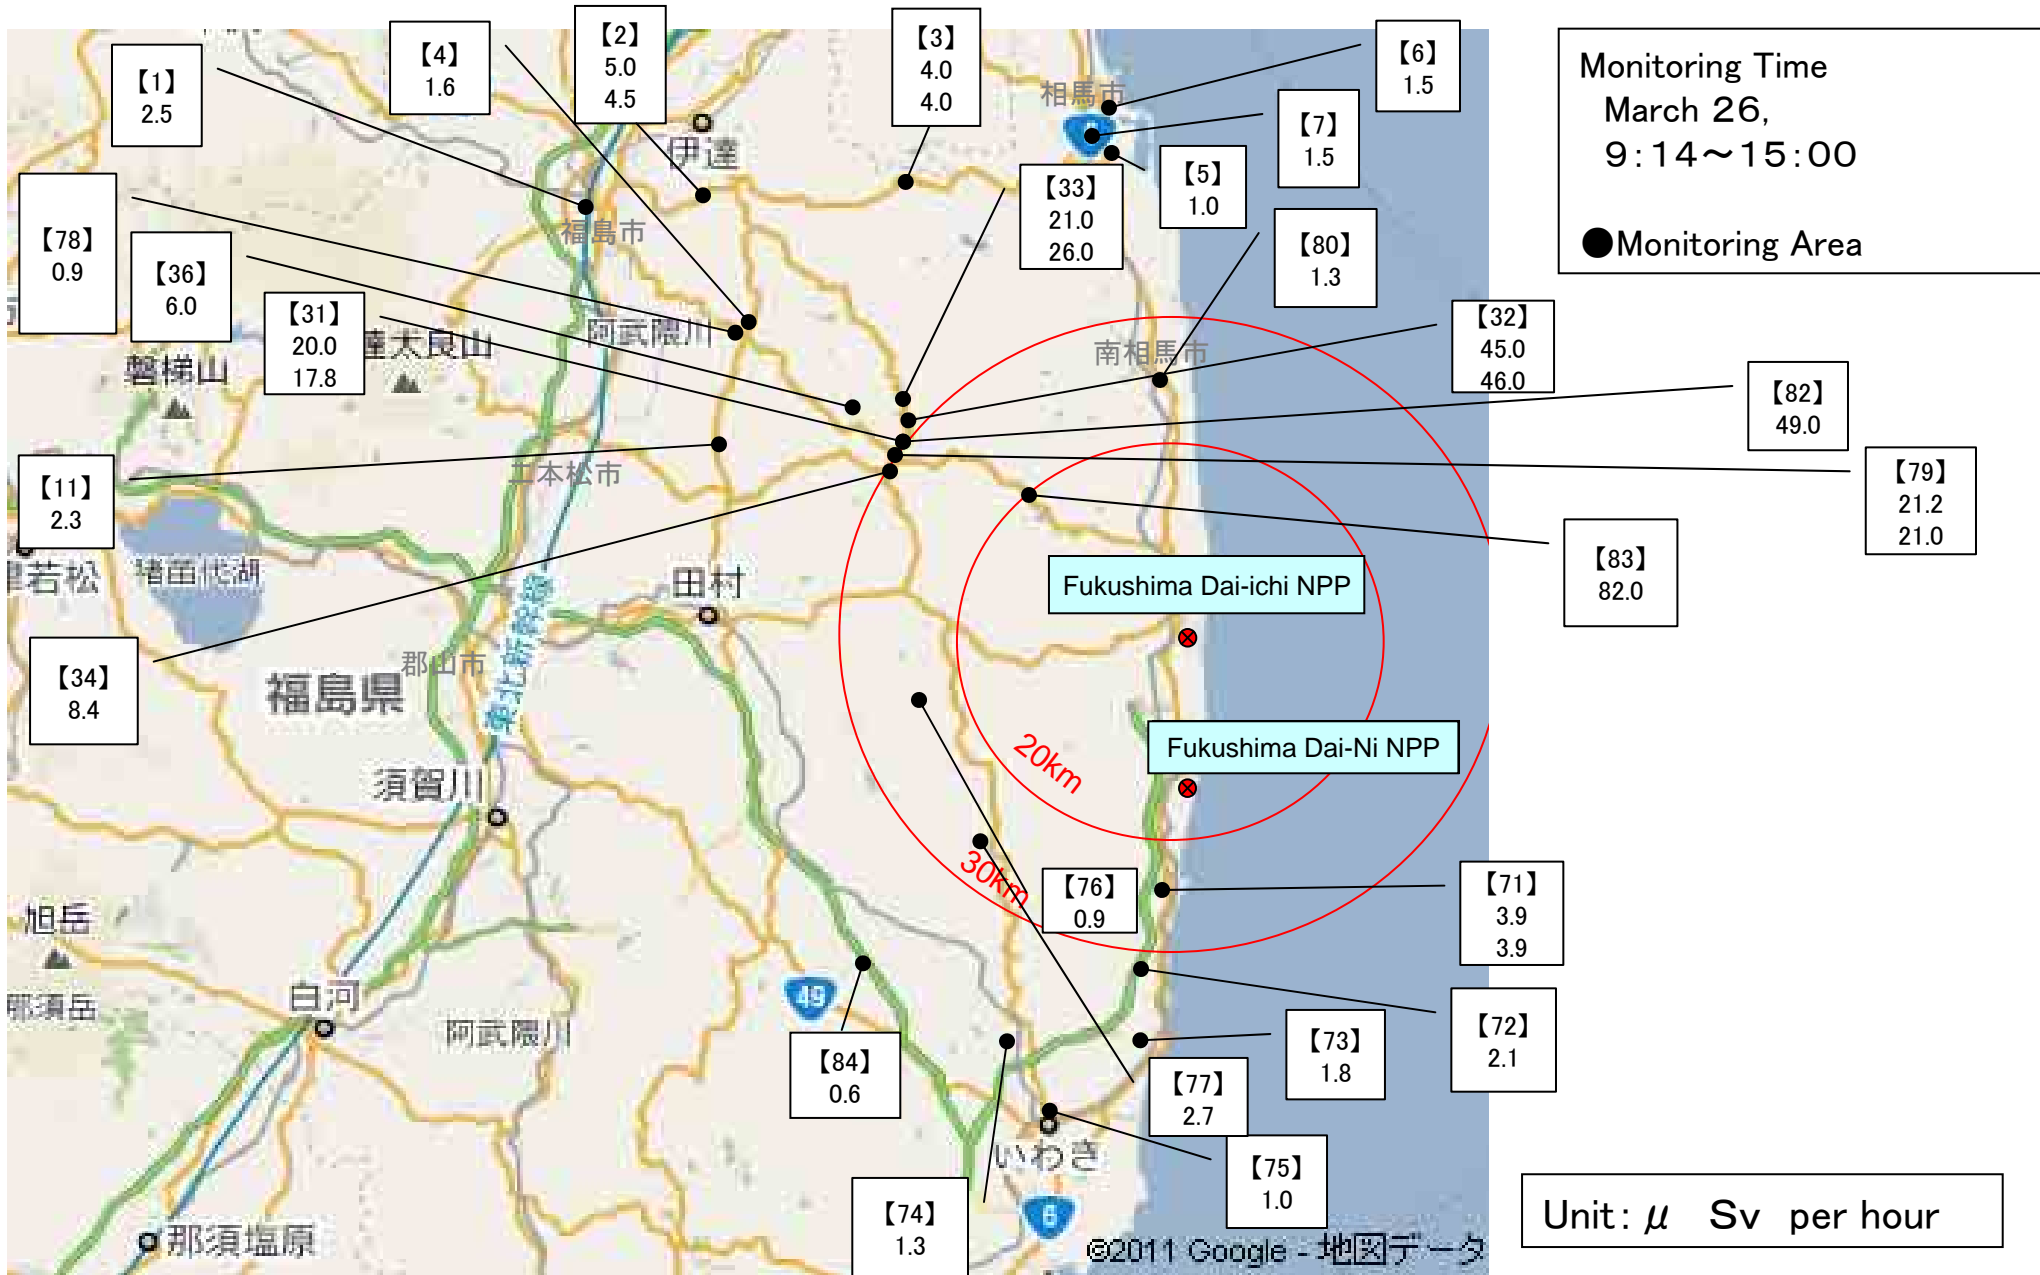 【1】
2.5
【4】
1.6
【2】
5.0
4.5
【3】
4.0
4.0
【6】
1.5
【7】
1.5
【5】
1.0
【33】
21.0
26.0
【80】
1.3
Monitoring Time
March 26,
9:14～15:00
●Monitoring Area
相馬市
伊達
福島市
【78】
0.9
【36】
6.0
【31】
20.0
17.8
達太良山
阿武隈川
南相馬市
【32】
45.0
46.0
【82】
49.0
磐梯山
【11】
2.3
二本松市
【79】
21.2
21.0
【83】
82.0
若松
猪苗代湖
田村
Fukushima Dai-ichi NPP
東北新幹線
郡山市
【34】
8.4
福島県
Fukushima Dai-Ni NPP
20km
須賀川
30km
【76】
0.9
【71】
3.9
3.9
旭岳
那須岳
白河
49
阿武隈川
【84】
0.6
【72】
2.1
【73】
1.8
【77】
2.7
いわき
【75】
1.0
【74】
1.3
6
那須塩原
©2011 Google - 地図データ
Unit: μ Sv per hour